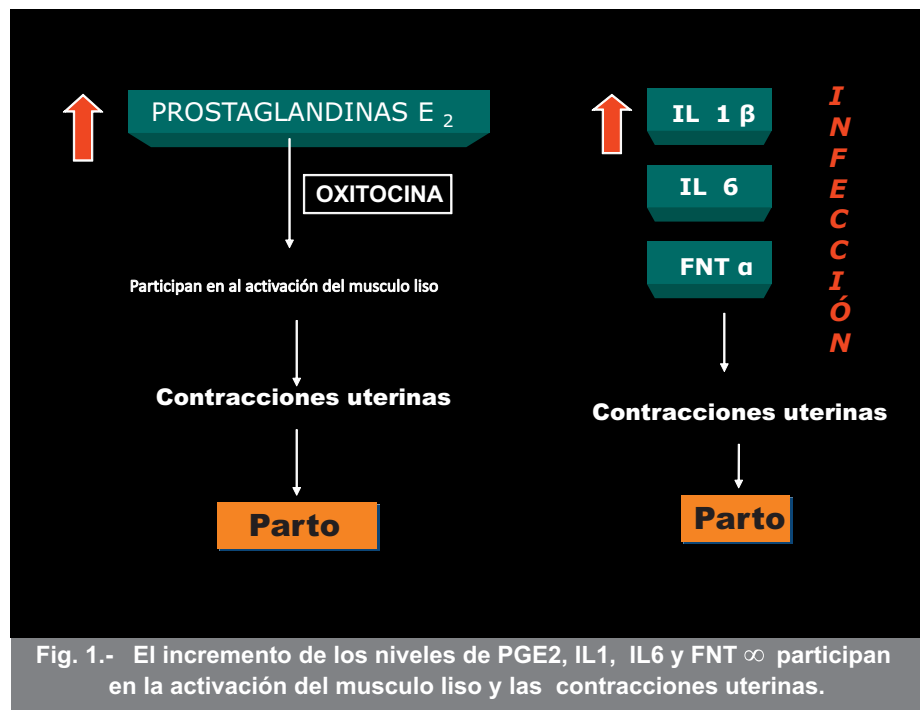 PROSTAGLANDINAS E 2
OXITOCINA
Participan en al activación del musculo liso
Contracciones uterinas
Parto
IL 1 β
IL 6
FNT α
INFECCIÓN
Contracciones uterinas
Parto
Fig. 1.- El incremento de los niveles de PGE2, IL1, IL6 y FNT ∞ participan
en la activación del musculo liso y las contracciones uterinas.